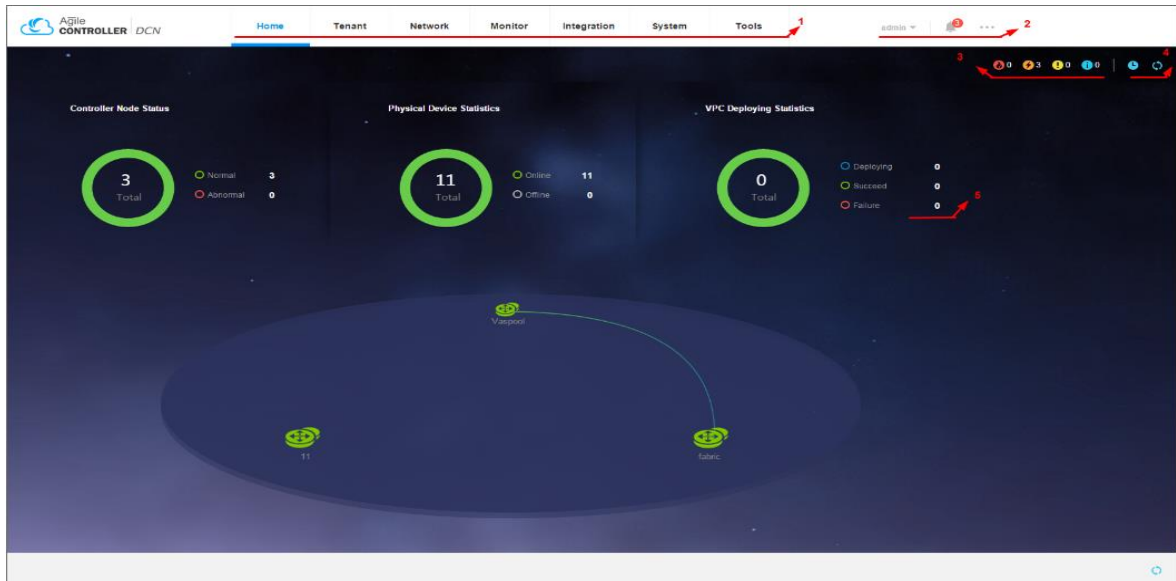 Agile
CONTROLLER DCN
Home Tenant Network Monitor Integration System Tools 1 admin 3 ... 2
3 0 3 0 0 4
Controller Node Status Physical Device Statistics VPC Deploying Statistics
3
Total
Normal 3
Abnormal 0
11
Total
Online 11
Offline 0
0
Total
Deploying 0
Succeed 0
Failure 0
5
Vaspool
11
fabric